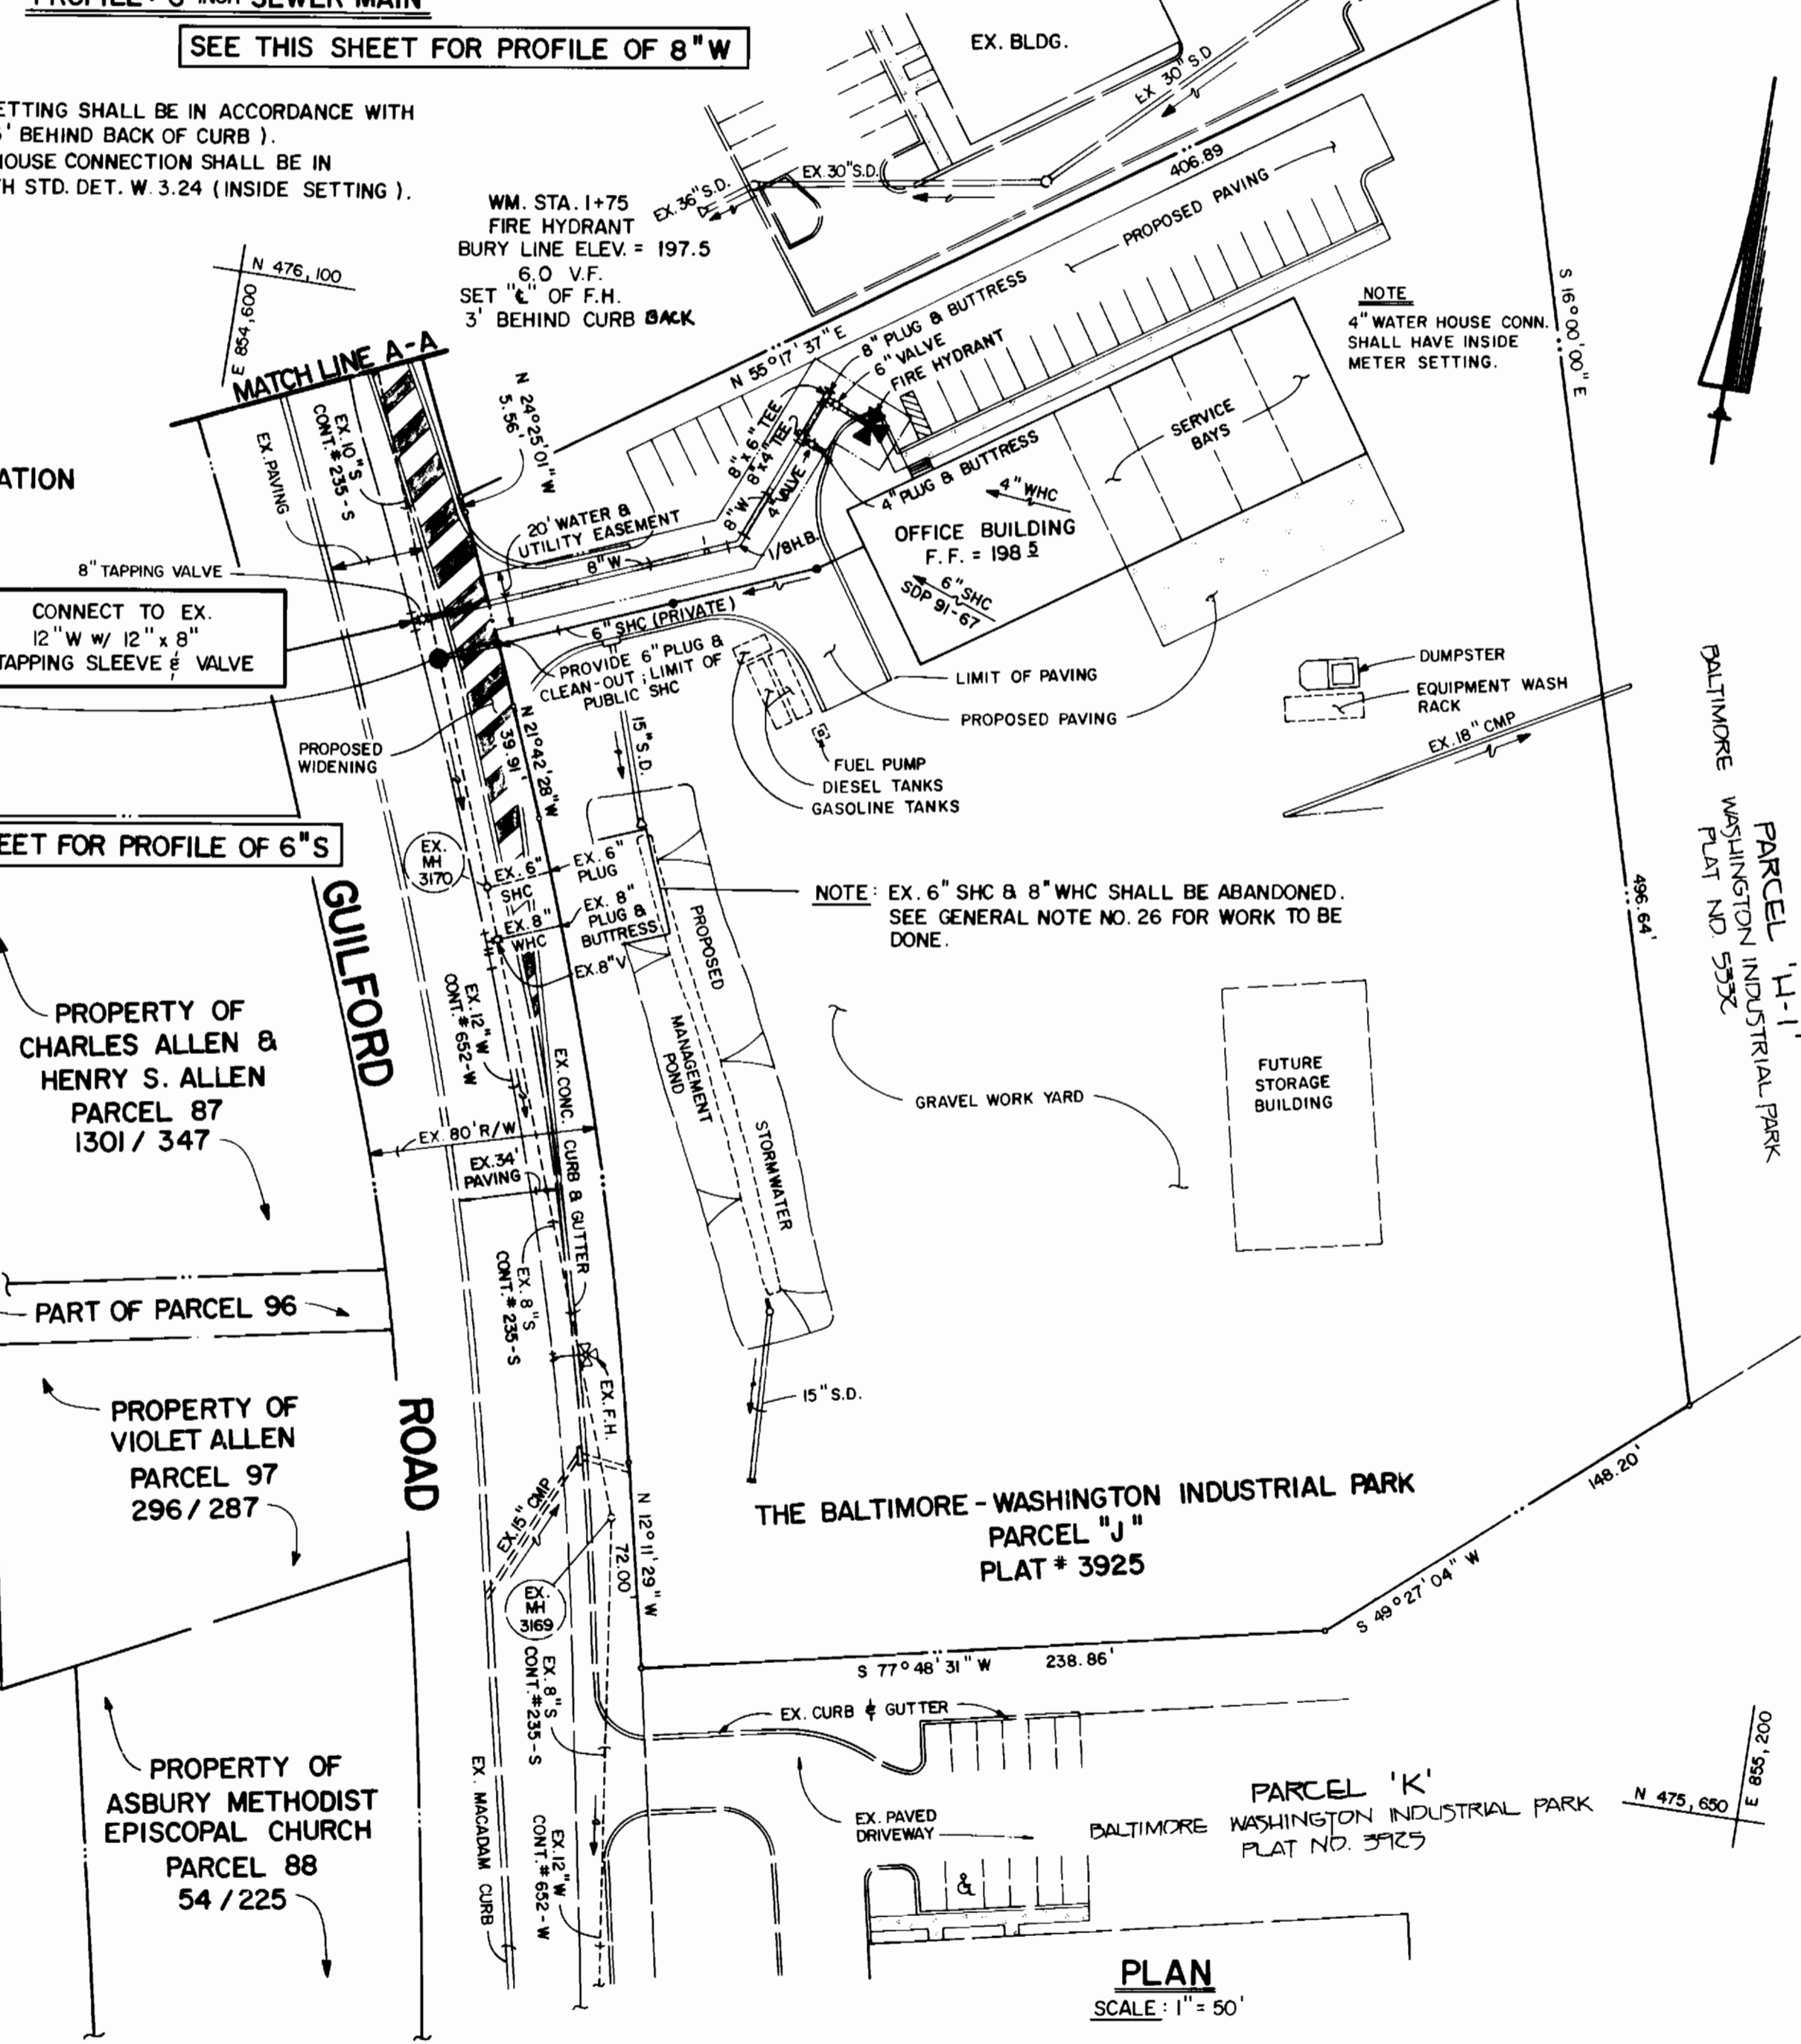 SEE THIS SHEET FOR PROFILE OF 8"W
ETTING SHALL BE IN ACCORDANCE WITH
' BEHIND BACK OF CURB ).
HOUSE CONNECTION SHALL BE IN
TH STD. DET. W. 3.24 ( INSIDE SETTING ).
EX. BLDG.
EX 30" S.D
EX.30"S.D.
EX.36"S.D.
WM. STA. 1+75
FIRE HYDRANT
BURY LINE ELEV. = 197.5
6.0 V.F.
SET "℄" OF F.H.
3' BEHIND CURB BACK
N 476,100
E 854,600
MATCH LINE A-A
406.89
PROPOSED PAVING
N 55°17'37" E
8" PLUG & BUTTRESS
6" VALVE
FIRE HYDRANT
S 16°00'00" E
NOTE
4" WATER HOUSE CONN.
SHALL HAVE INSIDE
METER SETTING.
N 24°25'01" W
5.56'
EX.PAVING
EX. 10"S
CONT.# 235-S
ATION
8"x6" TEE
8"x4" TEE
8"W
4" VALVE
4" PLUG & BUTTRESS
SERVICE
BAYS
4" WHC
OFFICE BUILDING
F. F. = 198 5
6" SHC
SDP 91-67
20' WATER &
UTILITY EASEMENT
8"W
1/8H.B.
8" TAPPING VALVE
CONNECT TO EX.
12"W w/ 12" x 8"
TAPPING SLEEVE & VALVE
6" SHC (PRIVATE)
PROVIDE 6" PLUG &
CLEAN-OUT ; LIMIT OF
PUBLIC SHC
LIMIT OF PAVING
PROPOSED PAVING
DUMPSTER
EQUIPMENT WASH
RACK
EX.18" CMP
PROPOSED
WIDENING
N 21°42'28" W
39.91'
15" S.D.
FUEL PUMP
DIESEL TANKS
GASOLINE TANKS
PARCEL 'H-1'
BALTIMORE WASHINGTON INDUSTRIAL PARK
EET FOR PROFILE OF 6"S
EX.
MH
3170
EX. 6"
SHC
EX. 6"
PLUG
EX. 8"
WHC
EX. 8"
PLUG &
BUTTRESS
EX.8"V
NOTE: EX. 6" SHC & 8" WHC SHALL BE ABANDONED.
SEE GENERAL NOTE NO. 26 FOR WORK TO BE
DONE.
496.64'
GUILFORD
ROAD
PROPERTY OF
CHARLES ALLEN &
HENRY S. ALLEN
PARCEL 87
1301 / 347
EX.12"W
CONT.# 652-W
PROPOSED
STORMWATER
MANAGEMENT
POND
EX.CONC. CURB & GUTTER
EX. 80' R/W
EX.34'
PAVING
GRAVEL WORK YARD
FUTURE
STORAGE
BUILDING
EX. 8"S
CONT.# 235-S
PART OF PARCEL 96
PROPERTY OF
VIOLET ALLEN
PARCEL 97
296 / 287
EX.F.H.
15" S.D.
EX.15" CMP
EX.
MH
3169
N 12°11'29" W
72.00'
THE BALTIMORE - WASHINGTON INDUSTRIAL PARK
PARCEL "J"
PLAT # 3925
148.20'
S 49°27'04" W
S 77°48'31" W 238.86'
EX. 8"S
CONT.# 235-S
EX. CURB & GUTTER
PROPERTY OF
ASBURY METHODIST
EPISCOPAL CHURCH
PARCEL 88
54 / 225
EX. MACADAM CURB
EX.12"W
CONT.# 652-W
EX. PAVED
DRIVEWAY
PARCEL 'K'
BALTIMORE WASHINGTON INDUSTRIAL PARK
PLAT NO. 3925
N 475,650
E 855,200
PLAN
SCALE : 1" = 50'